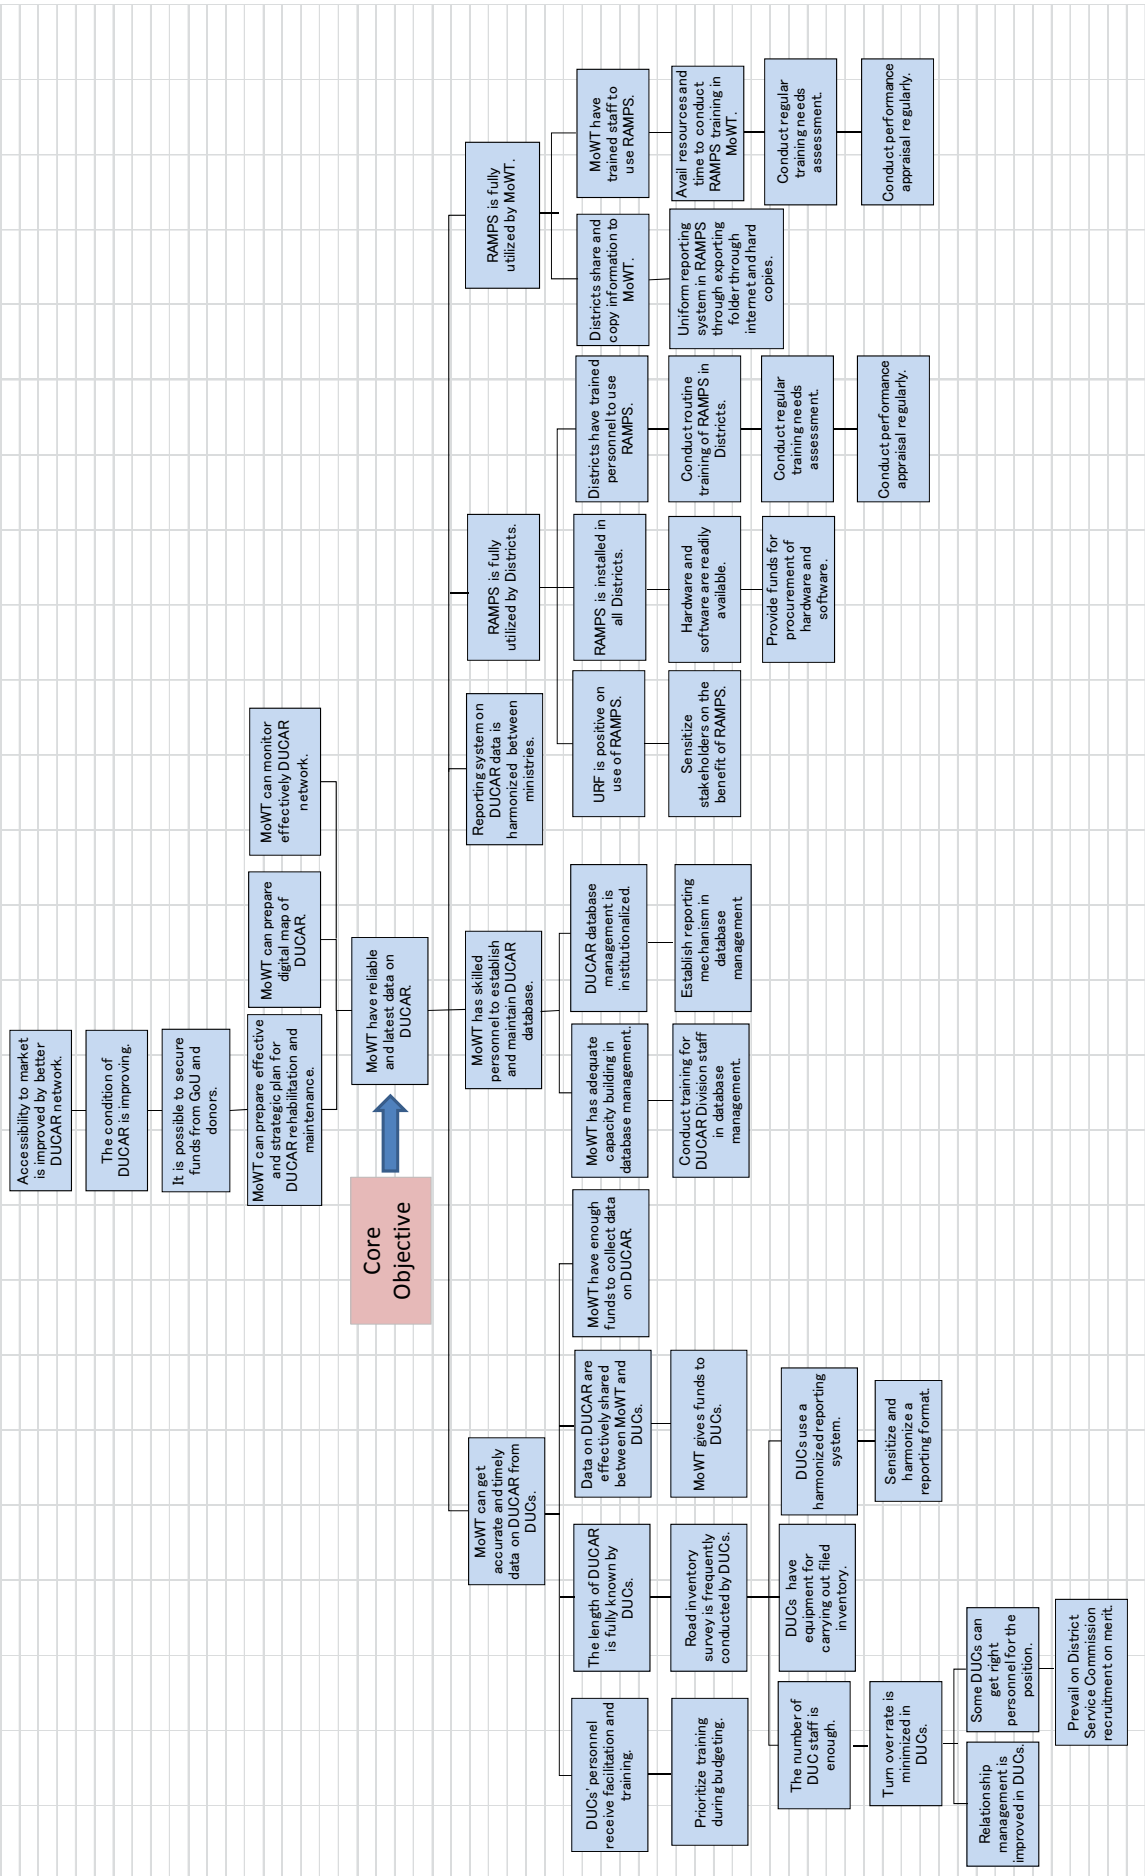 Accessibility to market
is improved by better
DUCAR network.
The condition of
DUCAR is improving.
It is possible to secure
funds from GoU and
donors.
MoWT can prepare effective
and strategic plan for
DUCAR rehabilitation and
maintenance.
MoWT can prepare
digital map of
DUCAR.
MoWT can monitor
effectively DUCAR
network.
Core
Objective
MoWT have reliable
and latest data on
DUCAR.
MoWT can get
accurate and timely
data on DUCAR from
DUCs.
MoWT has skilled
personnel to establish
and maintain DUCAR
database.
Reporting system on
DUCAR data is
harmonized between
ministries.
RAMPS is fully
utilized by Districts.
RAMPS is fully
utilized by MoWT.
DUCs' personnel
receive facilitation and
training.
The length of DUCAR
is fully known by
DUCs.
Data on DUCAR are
effectively shared
between MoWT and
DUCs.
MoWT have enough
funds to collect data
on DUCAR.
MoWT has adequate
capacity building in
database management.
DUCAR database
management is
institutionalized.
URF is positive on
use of RAMPS.
RAMPS is installed in
all Districts.
Districts have trained
personnel to use
RAMPS.
Districts share and
copy information to
MoWT.
MoWT have
trained staff to
use RAMPS.
Prioritize training
during budgeting.
Road inventory
survey is frequently
conducted by DUCs.
MoWT gives funds to
DUCs.
Conduct training for
DUCAR Division staff
in database
management.
Establish reporting
mechanism in
database
management
Sensitize
stakeholders on the
benefit of RAMPS.
Hardware and
software are readily
available.
Conduct routine
training of RAMPS in
Districts.
Uniform reporting
system in RAMPS
through exporting
folder through
internet and hard
copies.
Avail resources and
time to conduct
RAMPS training in
MoWT.
The number of
DUC staff is
enough.
DUCs have
equipment for
carrying out filed
inventory.
DUCs use a
harmonized reporting
system.
Provide funds for
procurement of
hardware and
software.
Conduct regular
training needs
assessment.
Conduct regular
training needs
assessment.
Turn over rate is
minimized in
DUCs.
Sensitize and
harmonize a
reporting format.
Conduct performance
appraisal regularly.
Conduct performance
appraisal regularly.
Relationship
management is
improved in DUCs.
Some DUCs can
get right
personnel for the
position.
Prevail on District
Service Commission
recruitment on merit.